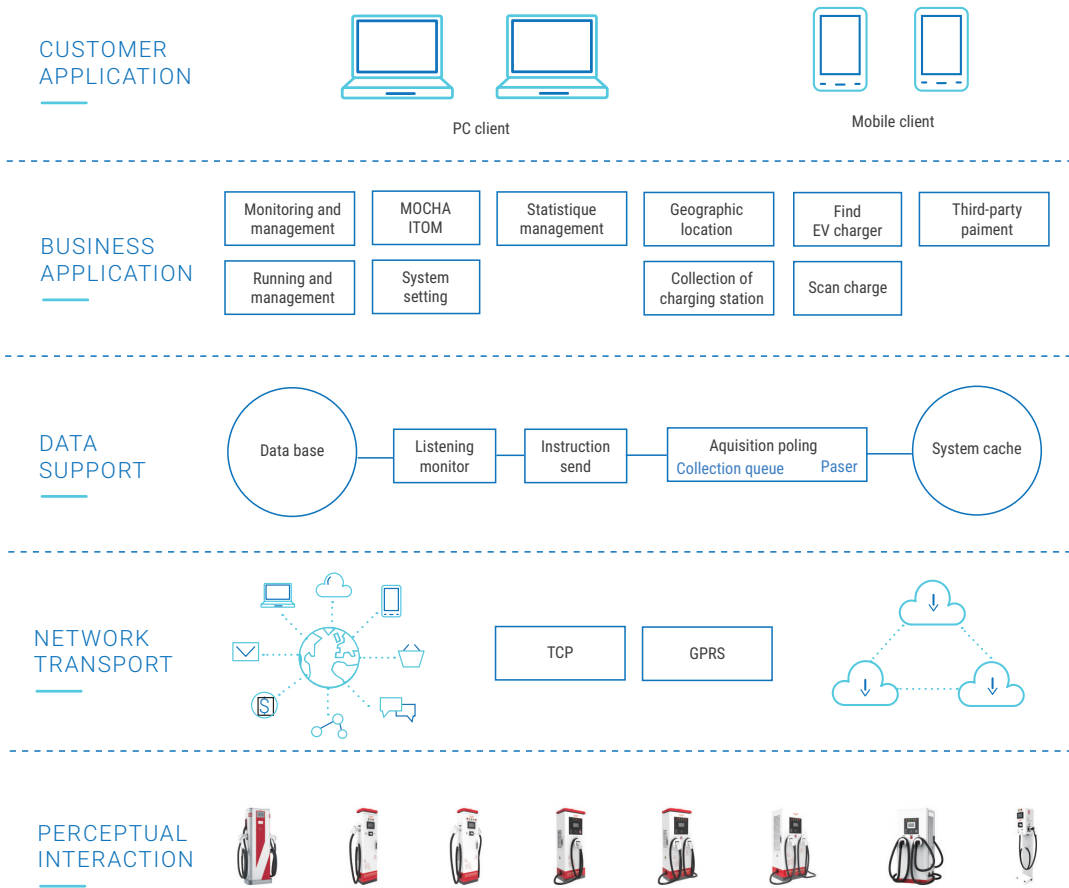 CUSTOMER
APPLICATION
PC client
Mobile client
BUSINESS
APPLICATION
Monitoring and
management
MOCHA
ITOM
Statistique
management
Geographic
location
Find
EV charger
Third-party
paiment
Running and
management
System
setting
Collection of
charging station
Scan charge
DATA
SUPPORT
Data base
Listening
monitor
Instruction
send
Aquisition poling
Collection queue
Paser
System cache
NETWORK
TRANSPORT
$
TCP
GPRS
PERCEPTUAL
INTERACTION